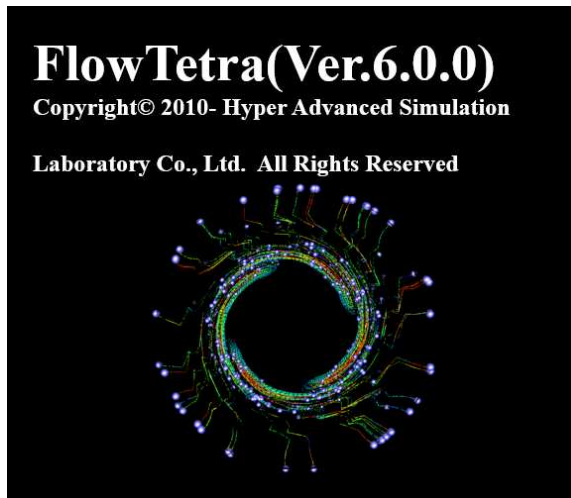 FlowTetra(Ver.6.0.0)
Copyright© 2010- Hyper Advanced Simulation
Laboratory Co., Ltd.  All Rights Reserved